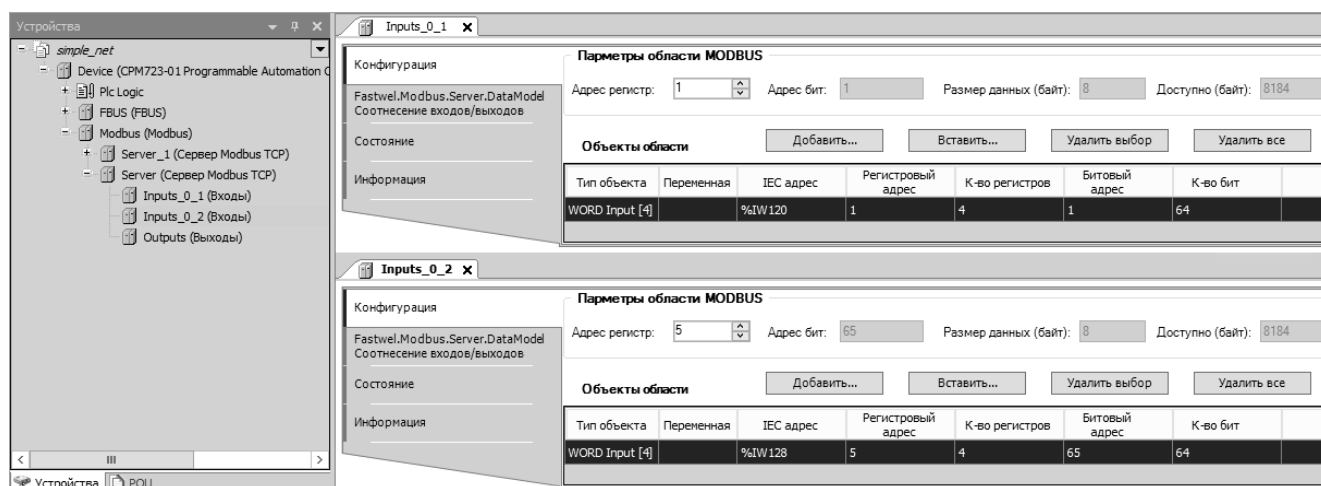 Устройства
simple_net
Device (CPM723-01 Programmable Automation C
Plc Logic
FBUS (FBUS)
Modbus (Modbus)
Server_1 (Сервер Modbus TCP)
Server (Сервер Modbus TCP)
Inputs_0_1 (Входы)
Inputs_0_2 (Входы)
Outputs (Выходы)
Устройства POU
Inputs_0_1
Конфигурация
Fastwel.Modbus.Server.DataModel
Соотнесение входов/выходов
Состояние
Информация
Парметры области MODBUS
Адрес регистр: 1 Адрес бит: 1 Размер данных (байт): 8 Доступно (байт): 8184
Объекты области Добавить... Вставить... Удалить выбор Удалить все
Тип объекта Переменная IEC адрес Регистровый адрес К-во регистров Битовый адрес К-во бит
WORD Input [4] %IW120 1 4 1 64
Inputs_0_2
Конфигурация
Fastwel.Modbus.Server.DataModel
Соотнесение входов/выходов
Состояние
Информация
Парметры области MODBUS
Адрес регистр: 5 Адрес бит: 65 Размер данных (байт): 8 Доступно (байт): 8184
Объекты области Добавить... Вставить... Удалить выбор Удалить все
Тип объекта Переменная IEC адрес Регистровый адрес К-во регистров Битовый адрес К-во бит
WORD Input [4] %IW128 5 4 65 64